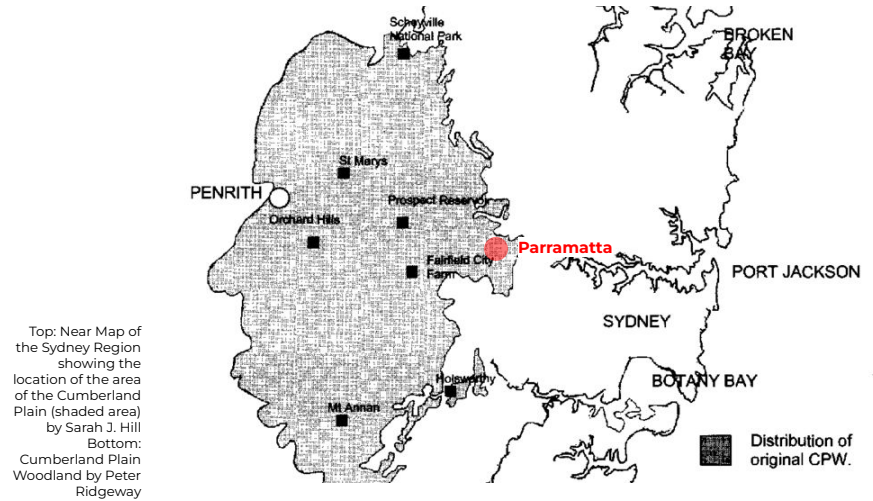 Scheyville
National Park
BROKEN
BAY
St Marys
PENRITH
Prospect Reservoir
Orchard Hills
Parramatta
Fairfield City
Farm
PORT JACKSON
SYDNEY
Top: Near Map of
the Sydney Region
showing the
location of the area
of the Cumberland
Plain (shaded area)
by Sarah J. Hill
Bottom:
Cumberland Plain
Woodland by Peter
Ridgeway
Holsworthy
BOTANY BAY
Mt Annan
Distribution of
original CPW.